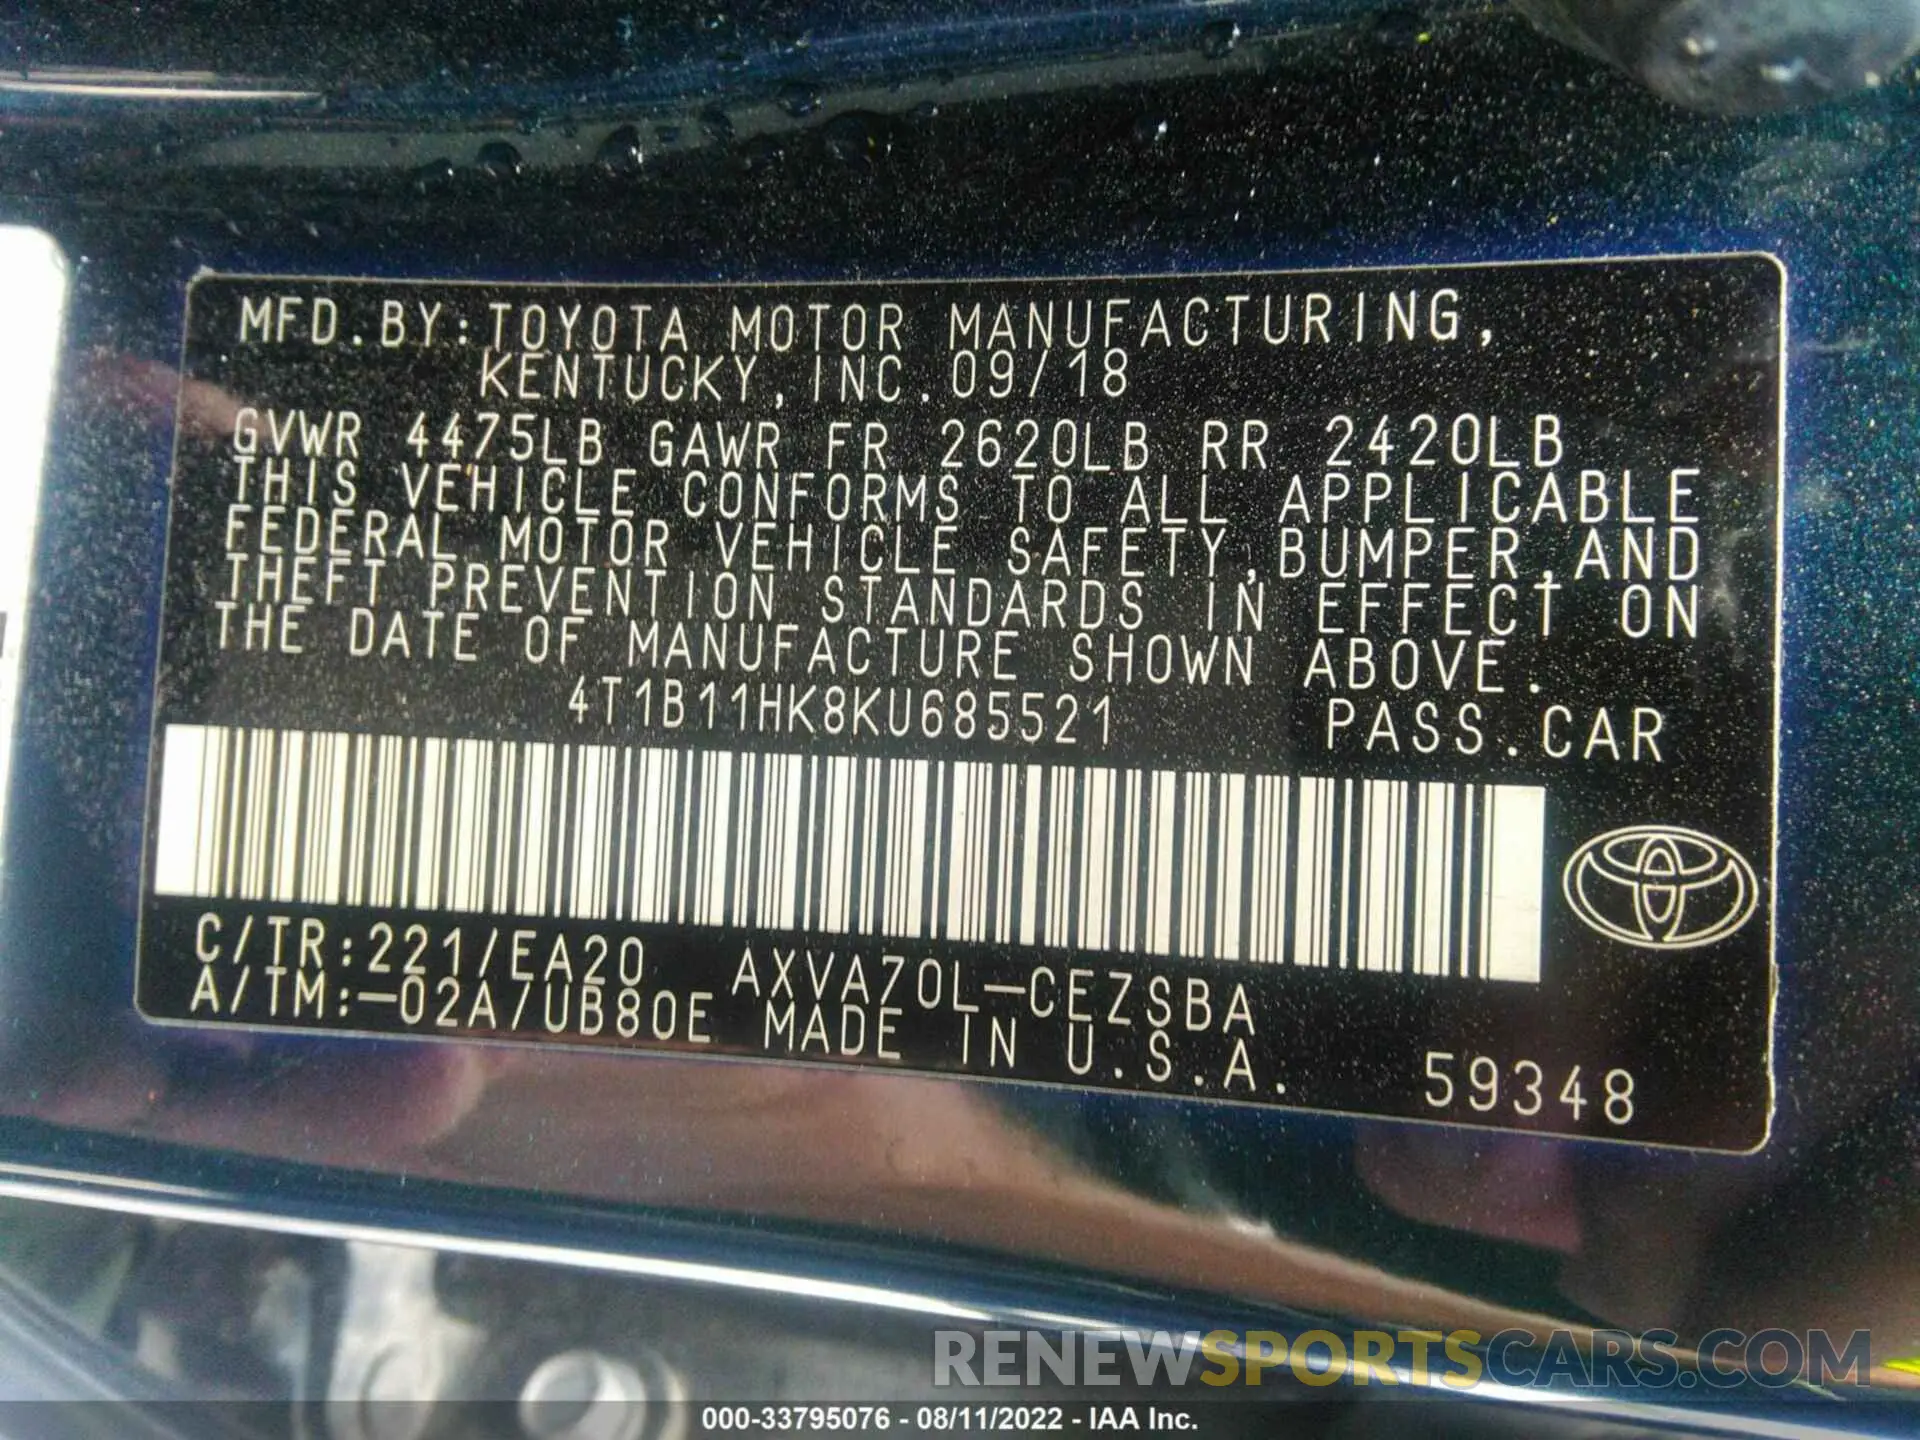 MFD.BY:TOYOTA MOTOR MANUFACTURING,
KENTUCKY,INC.09/18
GVWR 4475LB GAWR FR 2620LB RR 2420LB
THIS VEHICLE CONFORMS TO ALL APPLICABLE
FEDERAL MOTOR VEHICLE SAFETY,BUMPER,AND
THEFT PREVENTION STANDARDS IN EFFECT ON
THE DATE OF MANUFACTURE SHOWN ABOVE.
4T1B11HK8KU685521 PASS.CAR
C/TR:221/EA20 AXVA70L-CEZSBA
A/TM:-02A/UB80E MADE IN U.S.A.
59348
RENEWSPORTSCARS.COM
000-33795076 - 08/11/2022 - IAA Inc.